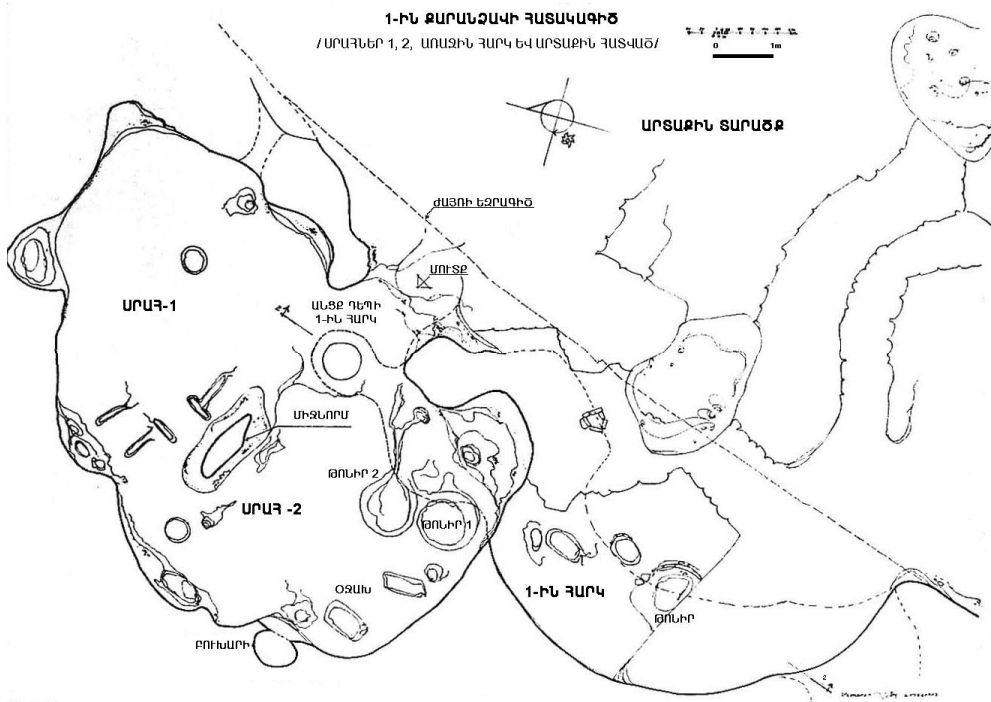 1-ԻՆ ՔԱՐԱՆՁԱՎԻ ՀԱՏԱԿԱԳԻԾ
/ ՍՐԱՀՆԵՐ 1, 2, ԱՌԱՋԻՆ ՀԱՐԿ ԵՎ ԱՐՏԱՔԻՆ ՀԱՏՎԱԾ/
0 1m
ԱՐՏԱՔԻՆ ՏԱՐԱԾՔ
ԺԱՅՌԻ ԵԶՐԱԳԻԾ
ՄՈՒՏՔ
ՍՐԱՀ-1
ԱՆՑՔ ԴԵՊԻ
1-ԻՆ ՀԱՐԿ
ՄԻՋՆՈՐՄ
ԹՈՆԻՐ 2
ՍՐԱՀ -2
ԹՈՆԻՐ 1
ՕՋԱԽ
1-ԻՆ ՀԱՐԿ
ԹՈՆԻՐ
ԲՈՒԽԱՐԻ
2